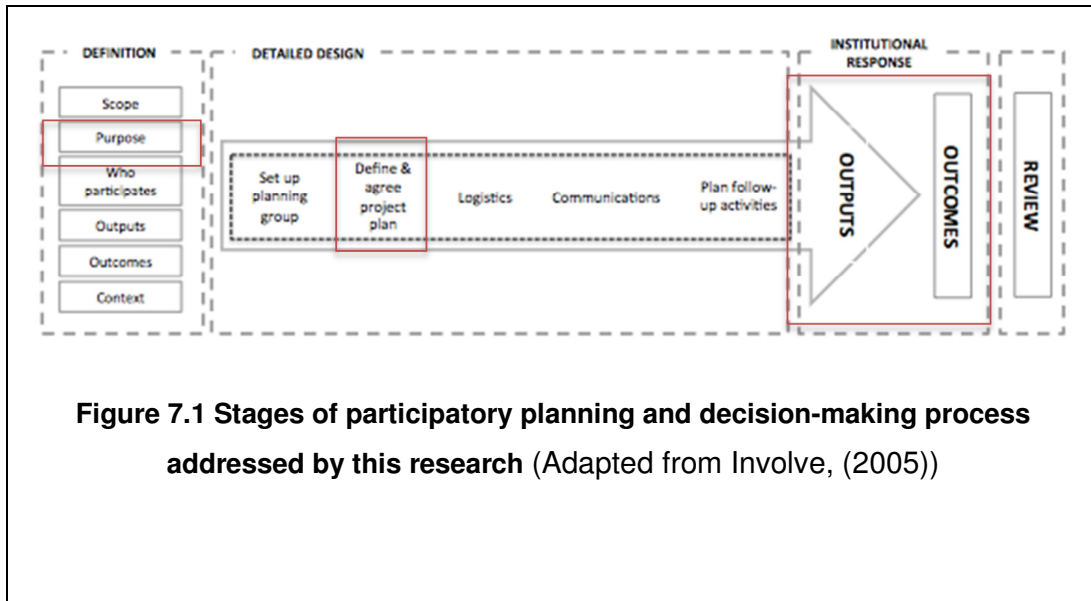 DEFINITION
Scope
Purpose
Who
participates
Outputs
Outcomes
Context
DETAILED DESIGN
Set up
planning
group
Define &
agree
project
plan
Logistics
Communications
Plan follow-
up activities
INSTITUTIONAL
RESPONSE
OUTPUTS
OUTCOMES
REVIEW
Figure 7.1 Stages of participatory planning and decision-making process
addressed by this research (Adapted from Involve, (2005))